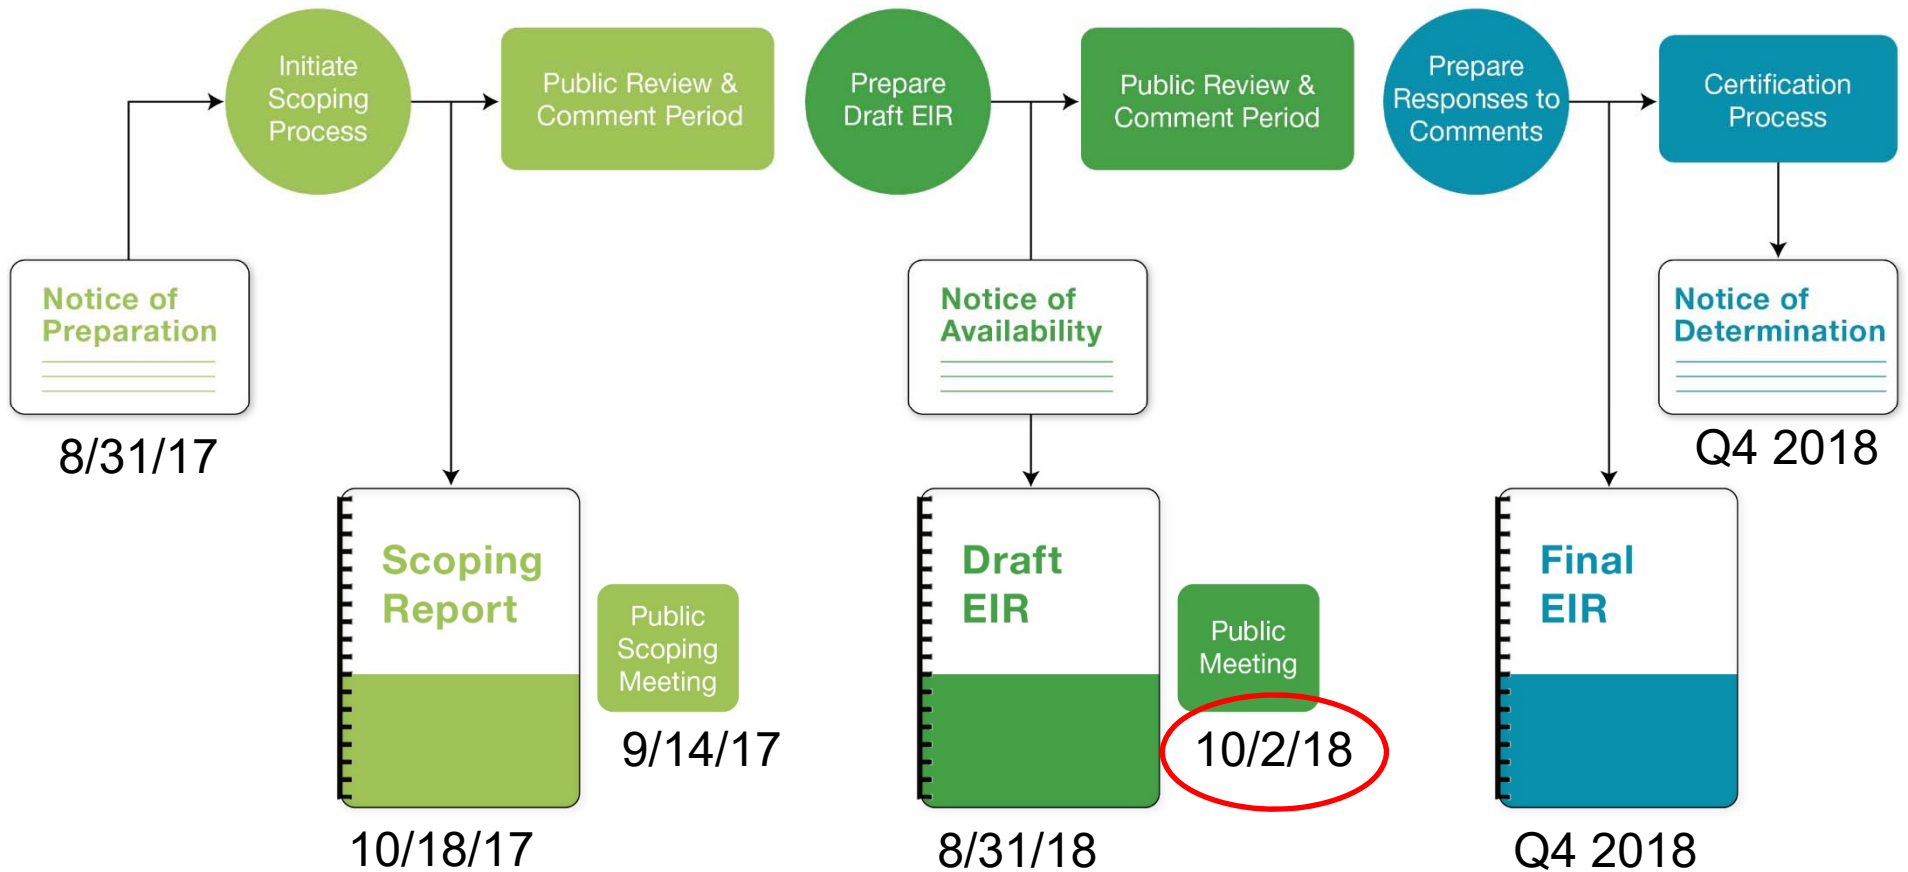 Initiate
Scoping
Process
Public Review &
Comment Period
Prepare
Draft EIR
Public Review &
Comment Period
Prepare
Responses to
Comments
Certification
Process
Notice of
Preparation
8/31/17
Notice of
Availability
Notice of
Determination
Q4 2018
Scoping
Report
10/18/17
Public
Scoping
Meeting
9/14/17
Draft
EIR
8/31/18
Public
Meeting
10/2/18
Final
EIR
Q4 2018